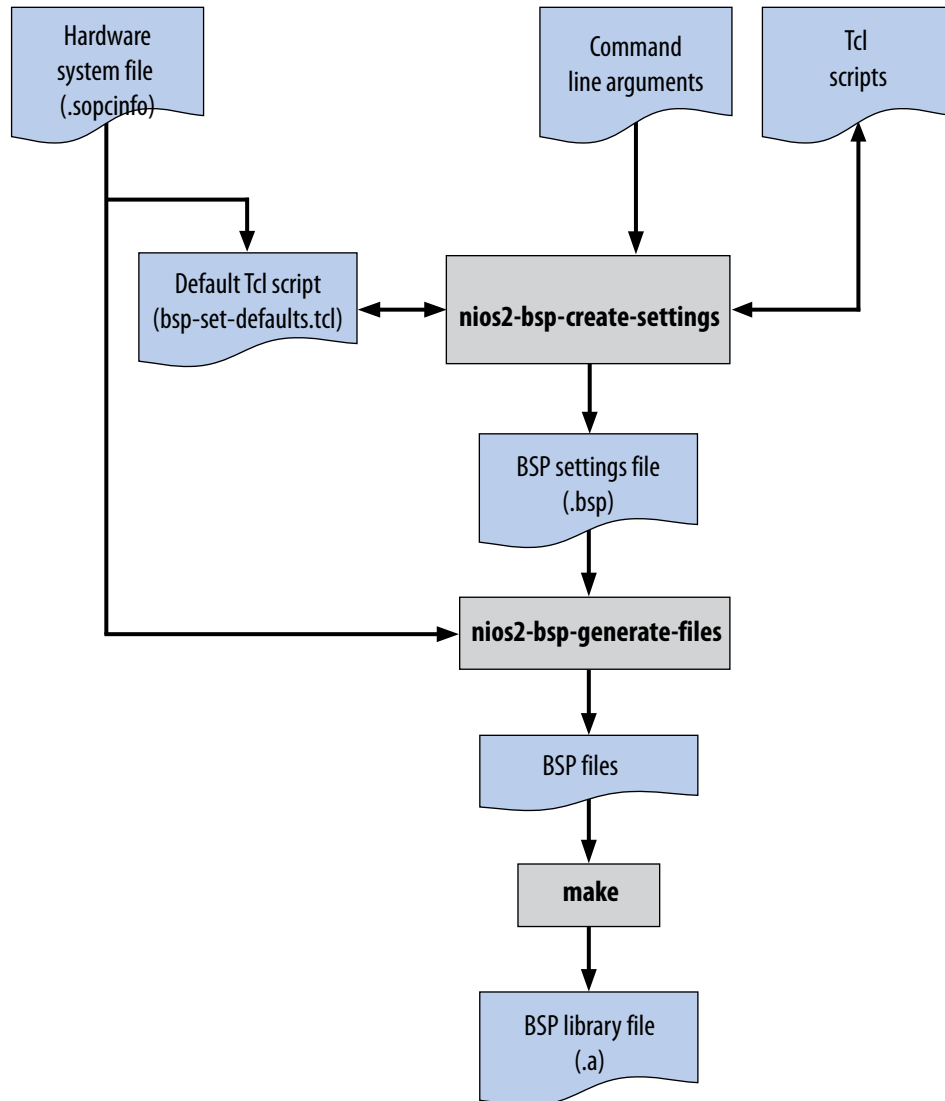 Hardware
system file
(.sopcinfo)
Command
line arguments
Tcl
scripts
Default Tcl script
(bsp-set-defaults.tcl)
nios2-bsp-create-settings
BSP settings file
(.bsp)
nios2-bsp-generate-files
BSP files
make
BSP library file
(.a)